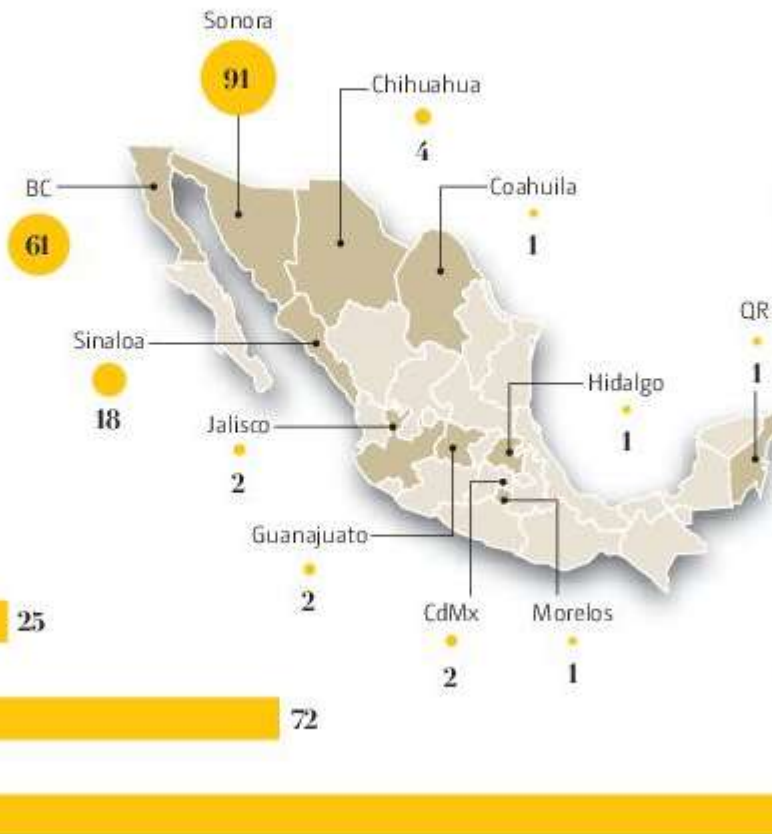 Sonora
91
Chihuahua
4
Coahuila
1
BC
61
QR
1
Sinaloa
18
Hidalgo
1
Jalisco
2
Guanajuato
2
CdMx
2
Morelos
1
25
72